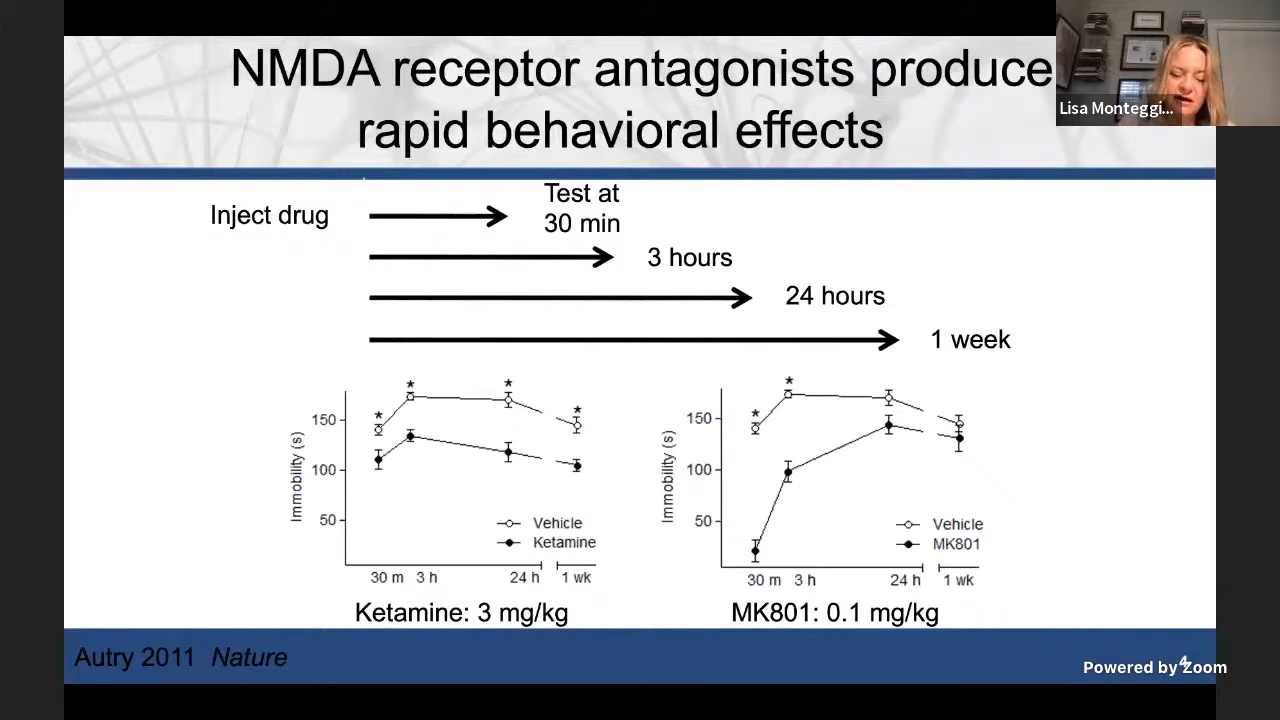 NMDA receptor antagonists produce
rapid behavioral effects
Lisa Monteggi...
Inject drug
Test at
30 min
3 hours
24 hours
1 week
* * * *
150
100
50
Immobility (s)
Vehicle
Ketamine
30 m 3 h 24 h 1 wk
Ketamine: 3 mg/kg
* *
150
100
50
Immobility (s)
Vehicle
MK801
30 m 3 h 24 h 1 wk
MK801: 0.1 mg/kg
Autry 2011 Nature
4
Powered by Zoom